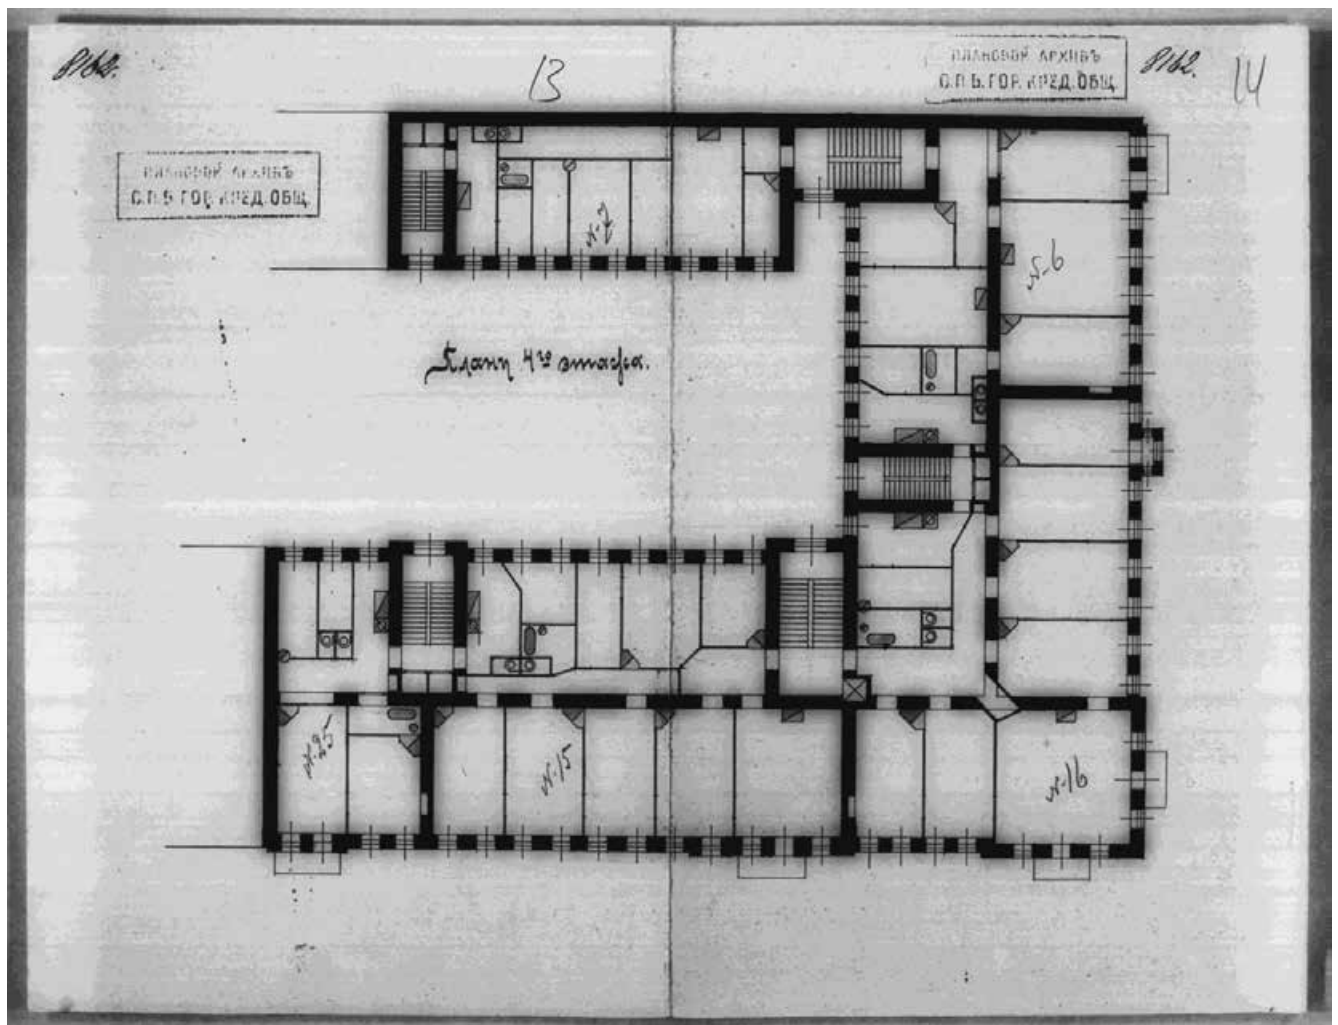 8162.
13
ПЛАНОВОЙ АРХИВЪ
С.П.Б. ГОР. КРЕД. ОБЩ.
8162.
14
ПЛАНОВОЙ АРХИВЪ
С.П.Б. ГОР. КРЕД. ОБЩ.
№ 7
№ 6
Планъ 4го этажа.
№ 25
№ 15
№ 16